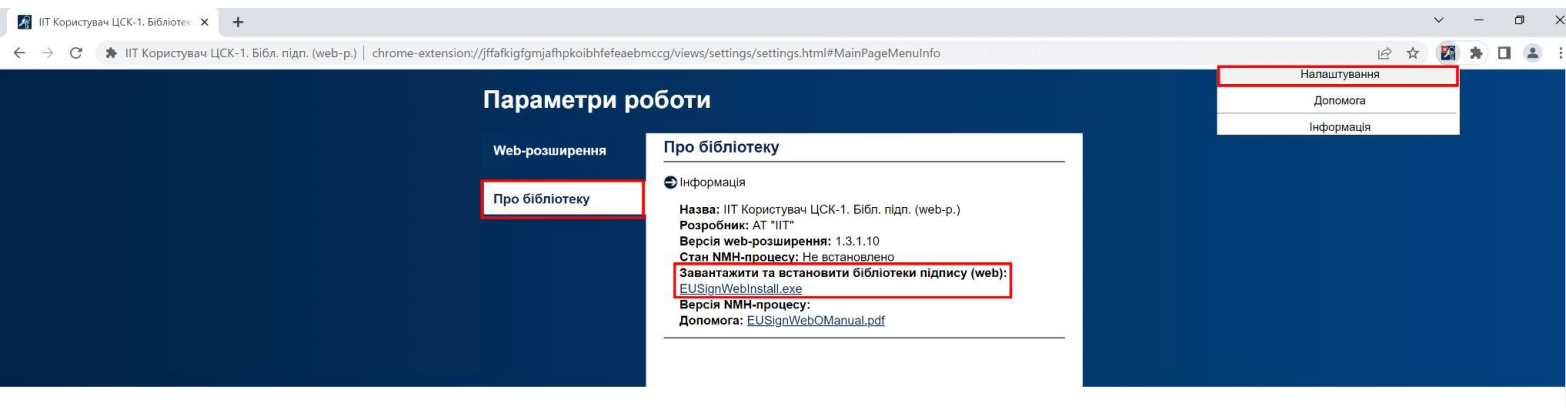 ІІТ Користувач ЦСК-1. Бібліотек
ІІТ Користувач ЦСК-1. Бібл. підп. (web-р.) | chrome-extension://jffafkigfgmjafhpkoibhfefeaebmccg/views/settings/settings.html#MainPageMenuInfo
Налаштування
Допомога
Інформація
Параметри роботи
Web-розширення
Про бібліотеку
Про бібліотеку
Інформація
Назва: ІІТ Користувач ЦСК-1. Бібл. підп. (web-р.)
Розробник: АТ "ІІТ"
Версія web-розширення: 1.3.1.10
Стан NMH-процесу: Не встановлено
Завантажити та встановити бібліотеки підпису (web):
EUSignWebInstall.exe
Версія NMH-процесу:
Допомога: EUSignWebOManual.pdf